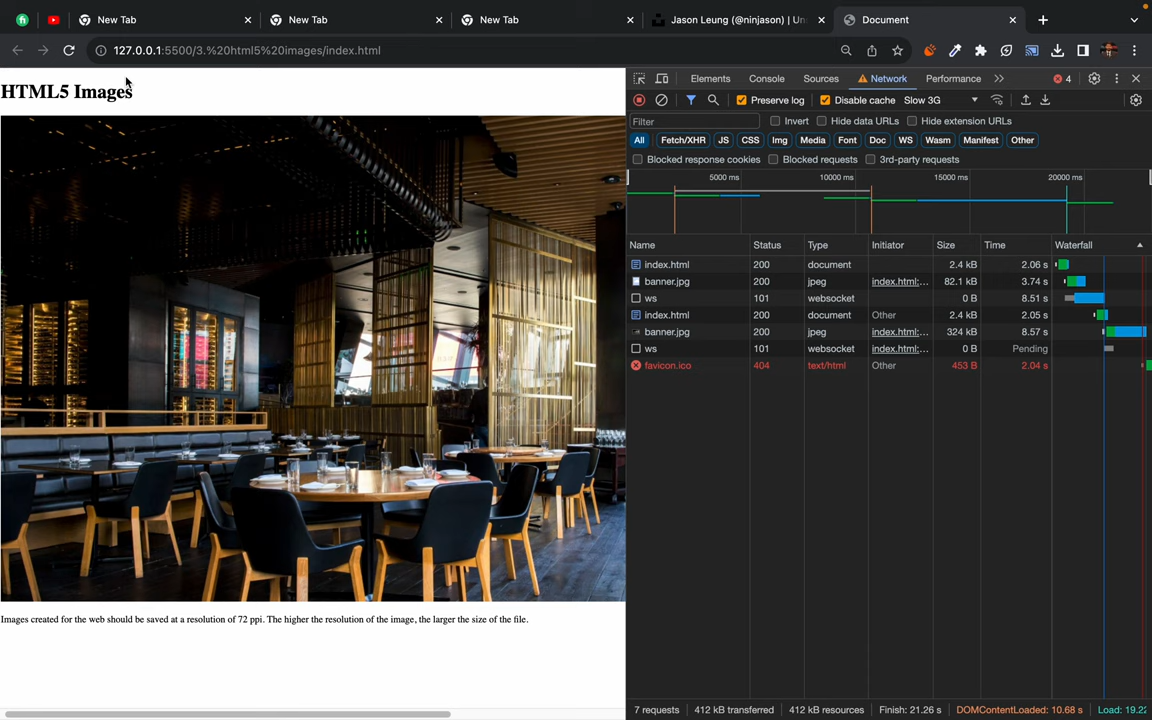 New Tab
New Tab
New Tab
Jason Leung (@ninjason) | Un
Document
127.0.0.1:5500/3.%20html5%20images/index.html
HTML5 Images
Images created for the web should be saved at a resolution of 72 ppi. The higher the resolution of the image, the larger the size of the file.
Elements Console Sources Network Performance 4
Preserve log Disable cache Slow 3G
Filter Invert Hide data URLs Hide extension URLs
All Fetch/XHR JS CSS Img Media Font Doc WS Wasm Manifest Other
Blocked response cookies Blocked requests 3rd-party requests
5000 ms 10000 ms 15000 ms 20000 ms
Name Status Type Initiator Size Time Waterfall
index.html 200 document 2.4 kB 2.06 s
banner.jpg 200 jpeg index.html:... 82.1 kB 3.74 s
ws 101 websocket 0 B 8.51 s
index.html 200 document Other 2.4 kB 2.05 s
banner.jpg 200 jpeg index.html:... 324 kB 8.57 s
ws 101 websocket index.html:... 0 B Pending
favicon.ico 404 text/html Other 453 B 2.04 s
7 requests 412 kB transferred 412 kB resources Finish: 21.26 s DOMContentLoaded: 10.68 s Load: 19.22